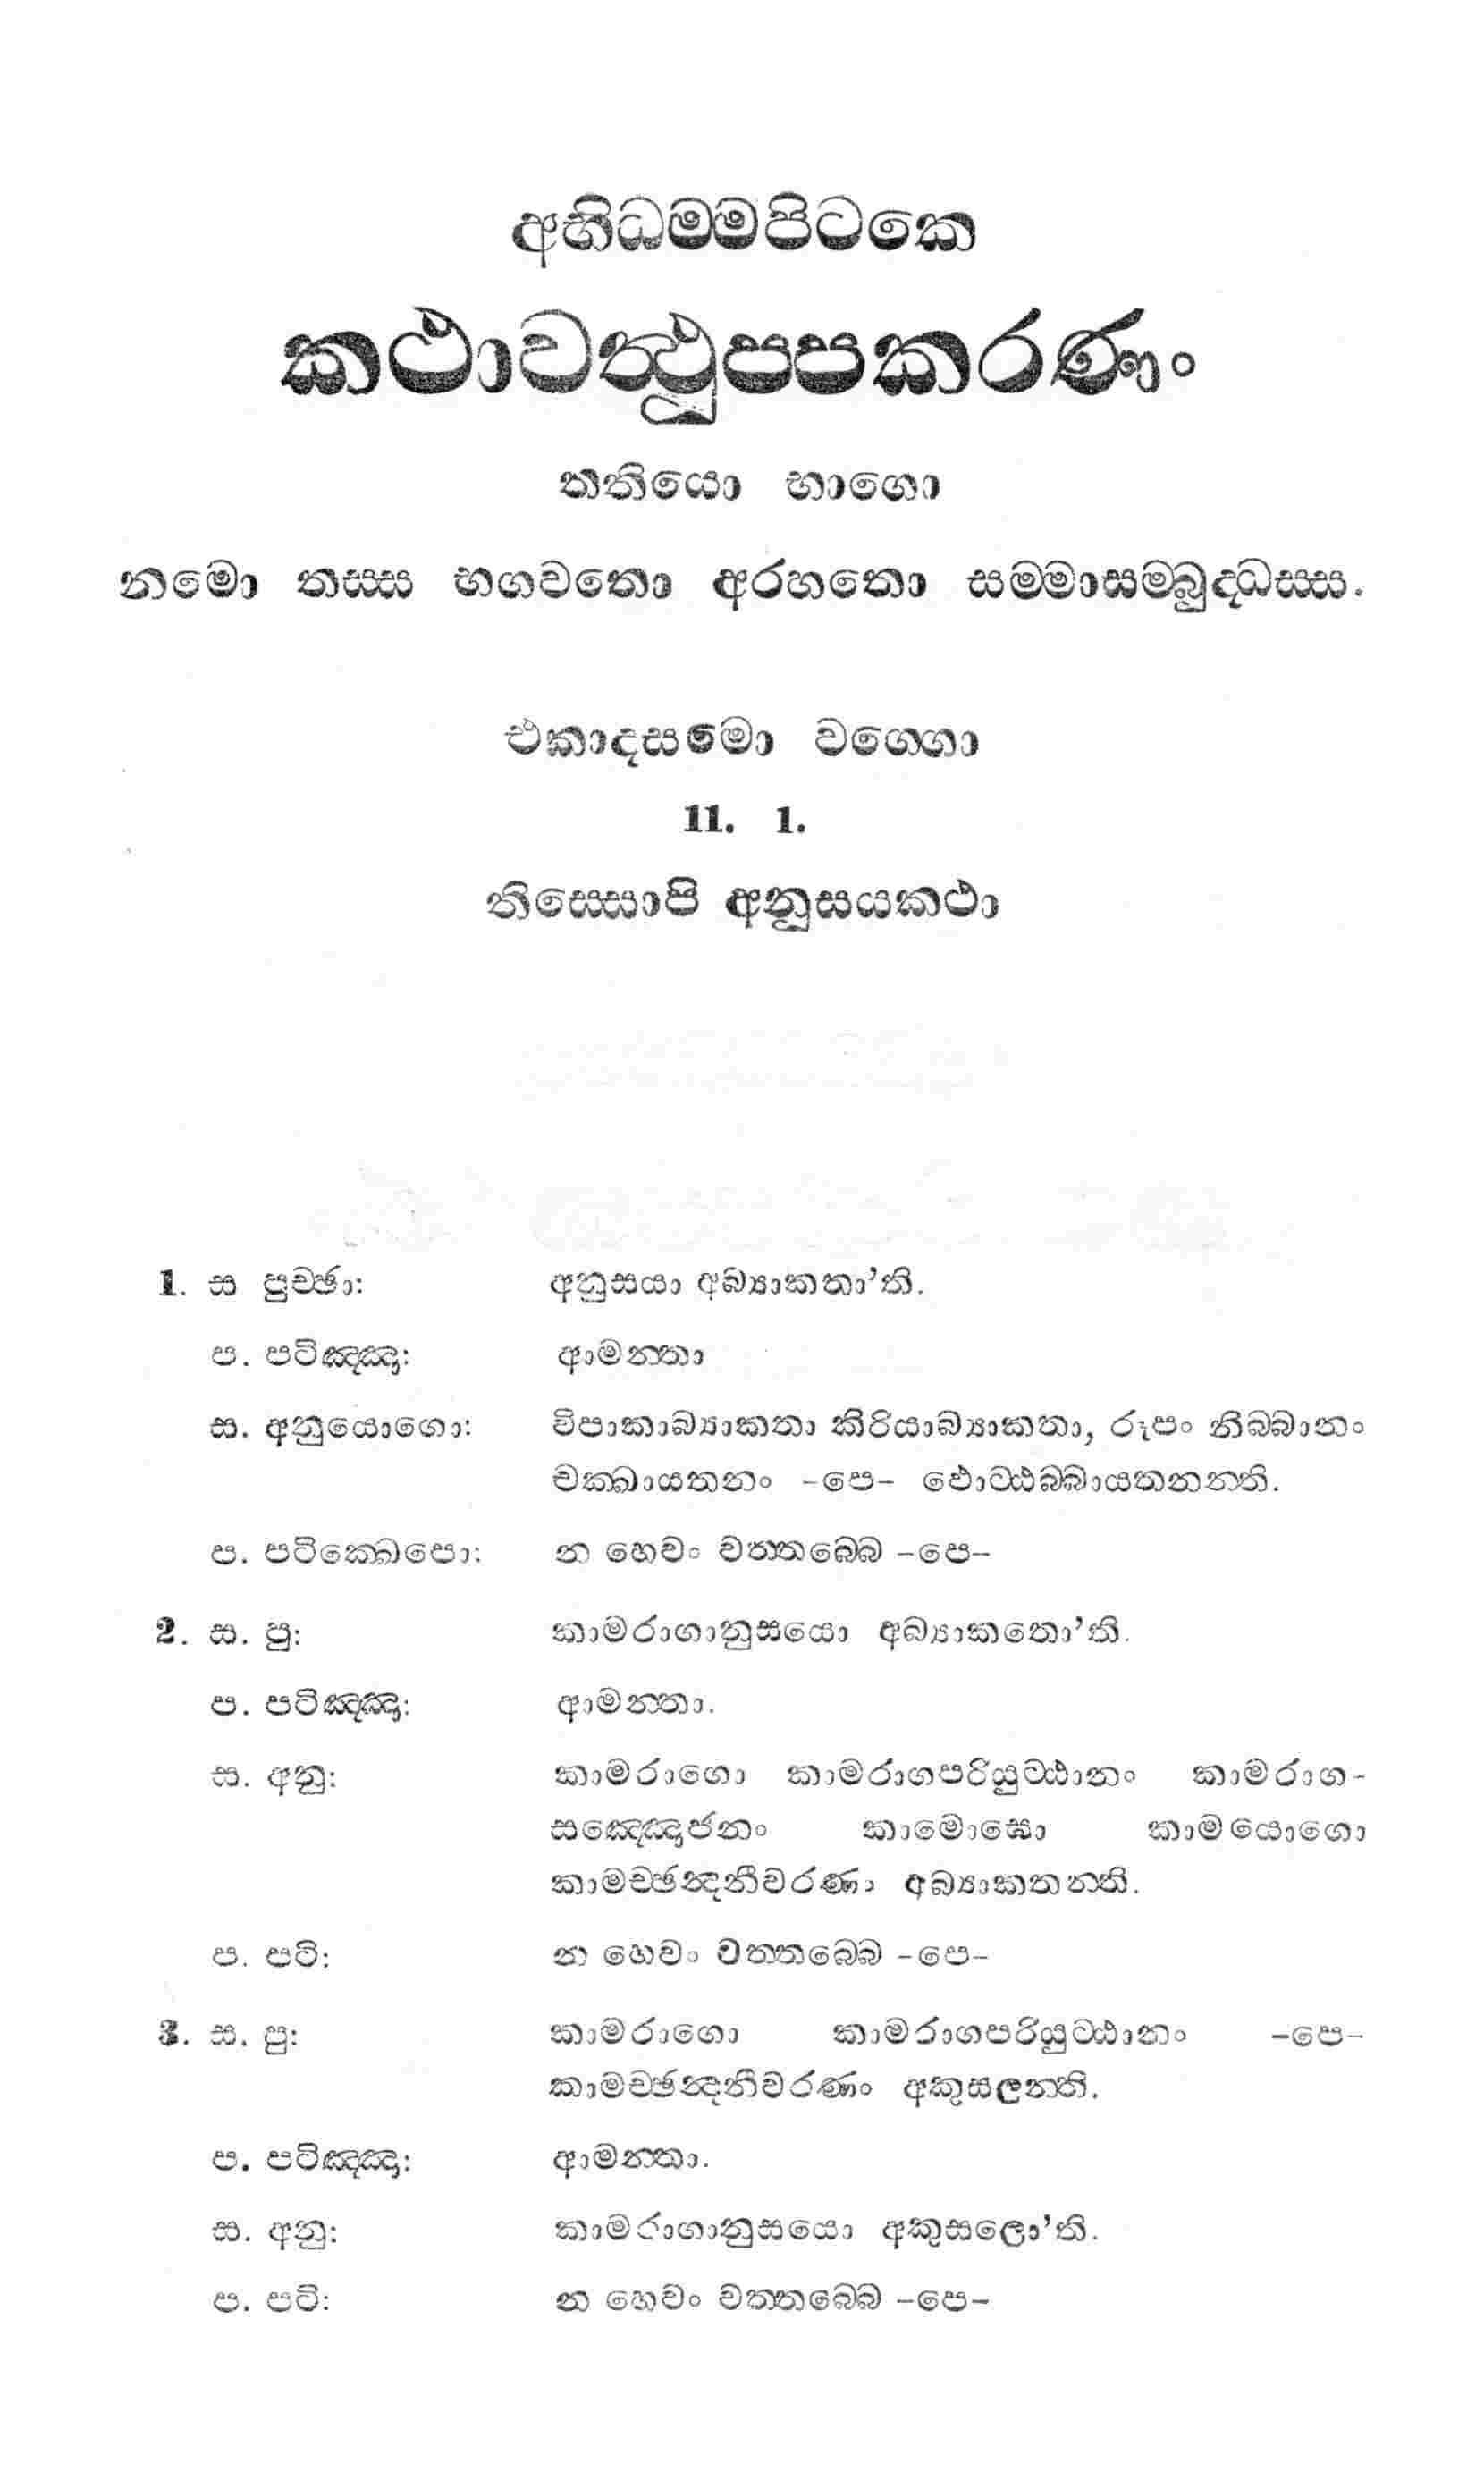 අභිධම්මපිටකෙ
කථාවත්ථුප්පකරණං
තතියො භාගො
නමො තස්ස භගවතො අරහතො සම්මාසම්බුද්ධස්ස.
එකාදසමො වග්ගො
11. 1.
තිස්සොපි අනුසයකථා
1. ස පුච්ඡා: අනුසයා අබ්‍යාකතා’ති.
ප. පටිඤ්ඤා: ආමන්තා
ස. අනුයොගො: විපාකාබ්‍යාකතා කිරියාබ්‍යාකතා, රූපං නිබ්බානං
චක්ඛායතනං -පෙ- ඵොට්ඨබ්බායතනන්ති.
ප. පටික්ඛෙපො: න හෙවං වත්තබ්බෙ -පෙ-
2. ස. පු: කාමරාගානුසයො අබ්‍යාකතො’ති.
ප. පටිඤ්ඤා: ආමන්තා.
ස. අනු: කාමරාගො කාමරාගපරියුට්ඨානං කාමරාග-
සඤ්ඤොජනං කාමොඝො කාමයොගො
කාමච්ඡන්දනීවරණා අබ්‍යාකතන්ති.
ප. පටි: න හෙවං වත්තබ්බෙ -පෙ-
3. ස. පු: කාමරාගො කාමරාගපරියුට්ඨානං -පෙ-
කාමච්ඡන්දනීවරණං අකුසලන්ති.
ප. පටිඤ්ඤා: ආමන්තා.
ස. අනු: කාමරාගානුසයො අකුසලො’ති.
ප. පටි: න හෙවං වත්තබ්බෙ -පෙ-